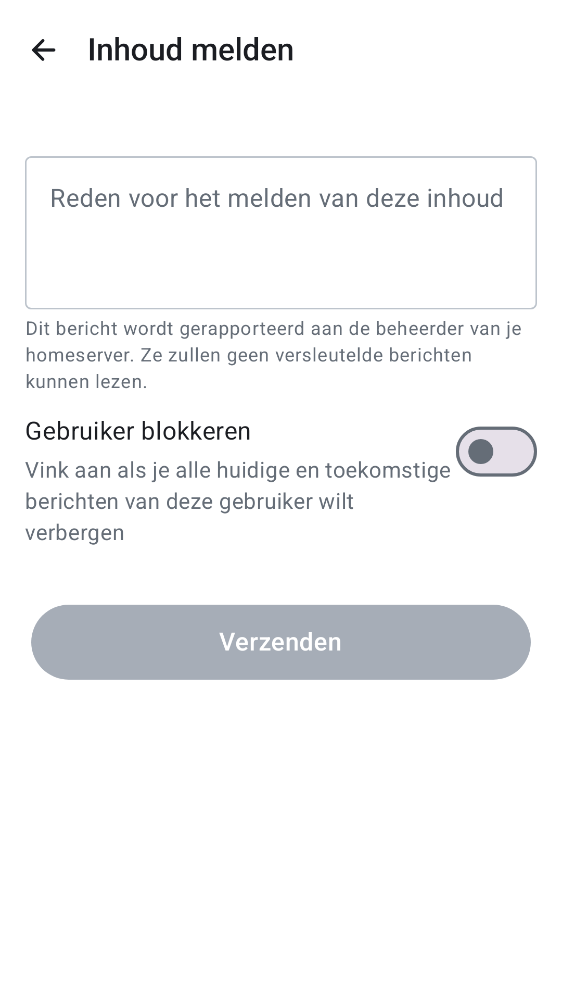 Inhoud melden
Reden voor het melden van deze inhoud
Dit bericht wordt gerapporteerd aan de beheerder van je
homeserver. Ze zullen geen versleutelde berichten
kunnen lezen.
Gebruiker blokkeren
Vink aan als je alle huidige en toekomstige
berichten van deze gebruiker wilt
verbergen
Verzenden